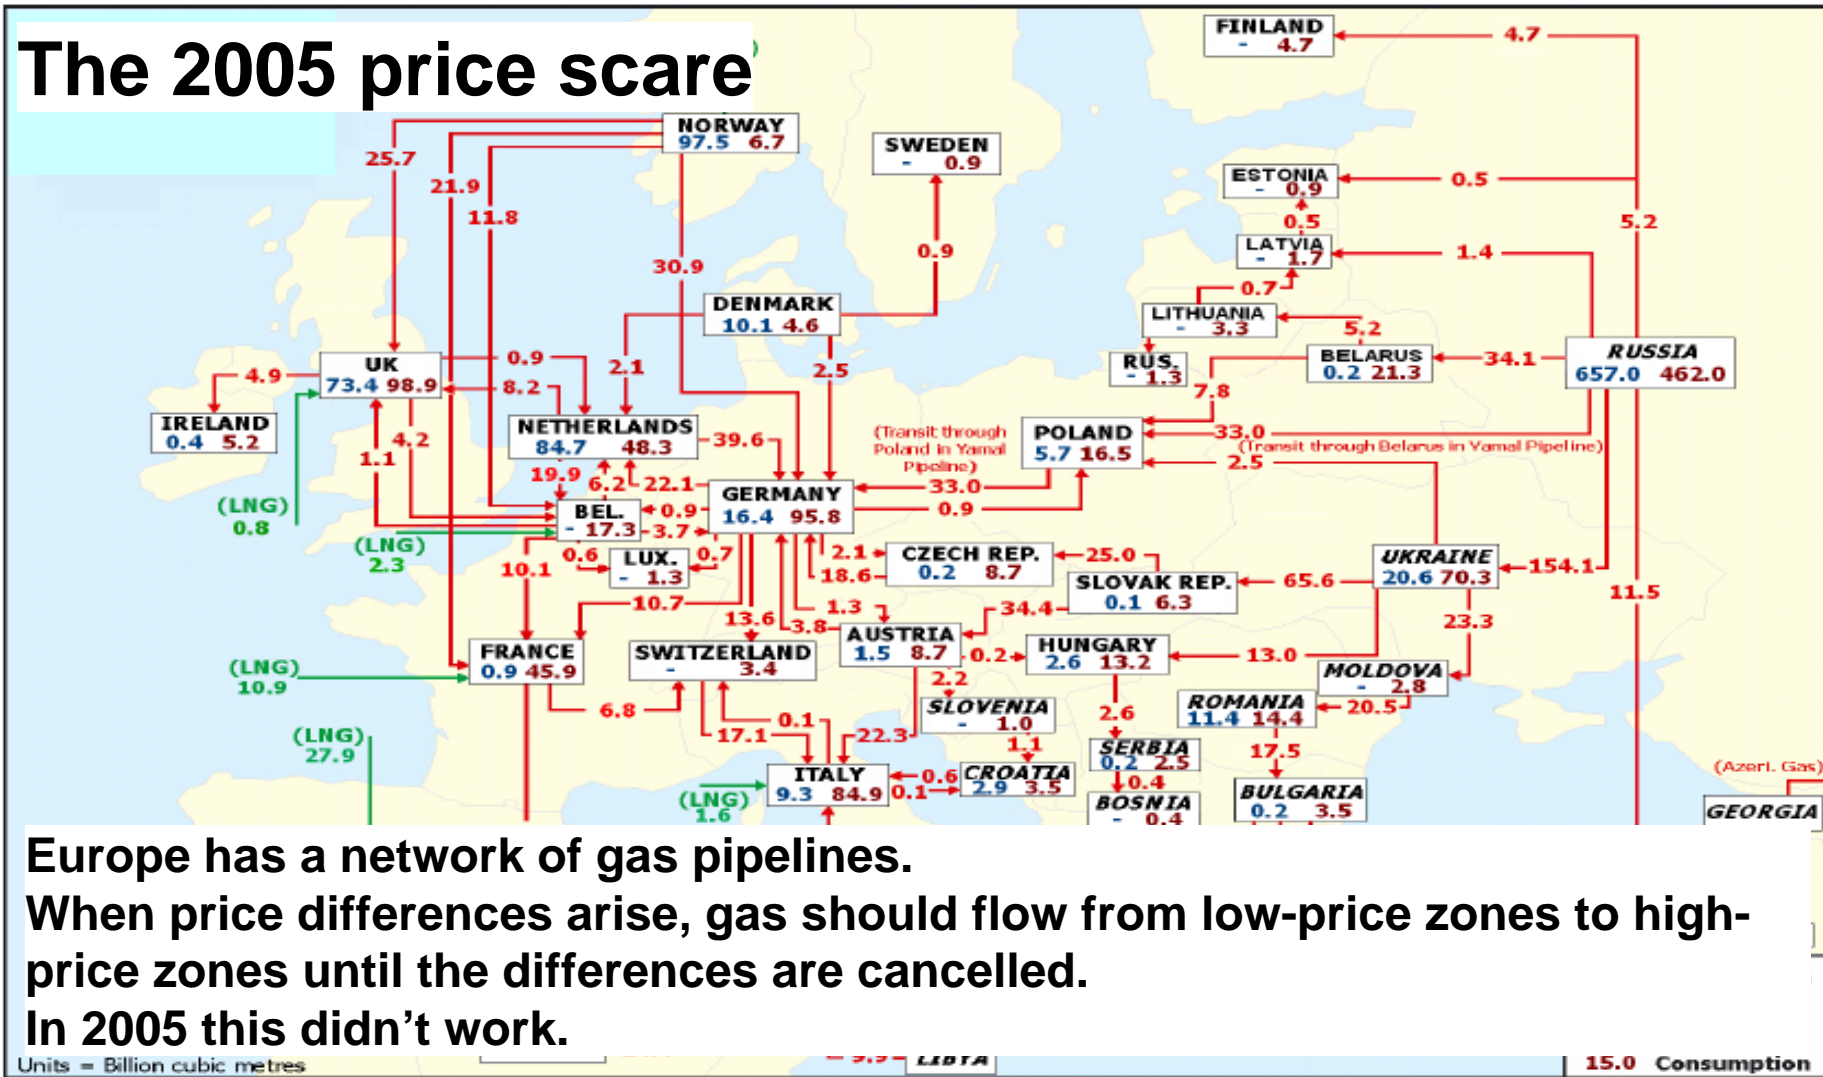 The 2005 price scare
FINLAND
- 4.7
4.7
NORWAY
97.5 6.7
SWEDEN
- 0.9
25.7
21.9
11.8
30.9
0.9
ESTONIA
- 0.9
0.5
0.5
5.2
LATVIA
- 1.7
1.4
0.7
DENMARK
10.1 4.6
LITHUANIA
- 3.3
5.2
RUS.
- 1.3
BELARUS
0.2 21.3
34.1
RUSSIA
657.0 462.0
UK
73.4 98.9
0.9
8.2
2.1
2.5
4.9
7.8
IRELAND
0.4 5.2
NETHERLANDS
84.7 48.3
39.6
(Transit through
Poland in Yamal
Pipeline)
POLAND
5.7 16.5
33.0
(Transit through Belarus in Yamal Pipeline)
2.5
4.2
1.1
19.9
6.2
22.1
GERMANY
16.4 95.8
33.0
0.9
(LNG)
0.8
BEL.
- 17.3
0.9
3.7
(LNG)
2.3
0.6
LUX.
- 1.3
0.7
2.1
18.6
CZECH REP.
0.2 8.7
25.0
SLOVAK REP.
0.1 6.3
65.6
UKRAINE
20.6 70.3
154.1
11.5
10.1
10.7
13.6
1.3
3.8
34.4
23.3
AUSTRIA
1.5 8.7
0.2
HUNGARY
2.6 13.2
13.0
FRANCE
0.9 45.9
SWITZERLAND
- 3.4
MOLDOVA
- 2.8
(LNG)
10.9
6.8
2.2
SLOVENIA
- 1.0
2.6
ROMANIA
11.4 14.4
20.5
(LNG)
27.9
0.1
17.1
22.3
1.1
SERBIA
0.2 2.5
17.5
ITALY
9.3 84.9
0.6
0.1
CROATIA
2.9 3.5
0.4
(LNG)
1.6
BOSNIA
- 0.4
BULGARIA
0.2 3.5
(Azeri. Gas)
GEORGIA
Europe has a network of gas pipelines.
When price differences arise, gas should flow from low-price zones to high-
price zones until the differences are cancelled.
In 2005 this didn’t work.
Units = Billion cubic metres
9.9
LIBYA
15.0 Consumption